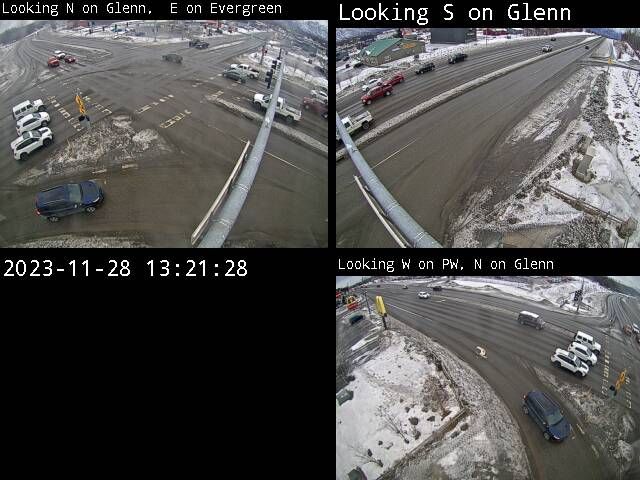 Looking N on Glenn,  E on Evergreen
Looking S on Glenn
2023-11-28 13:21:28
Looking W on PW, N on Glenn